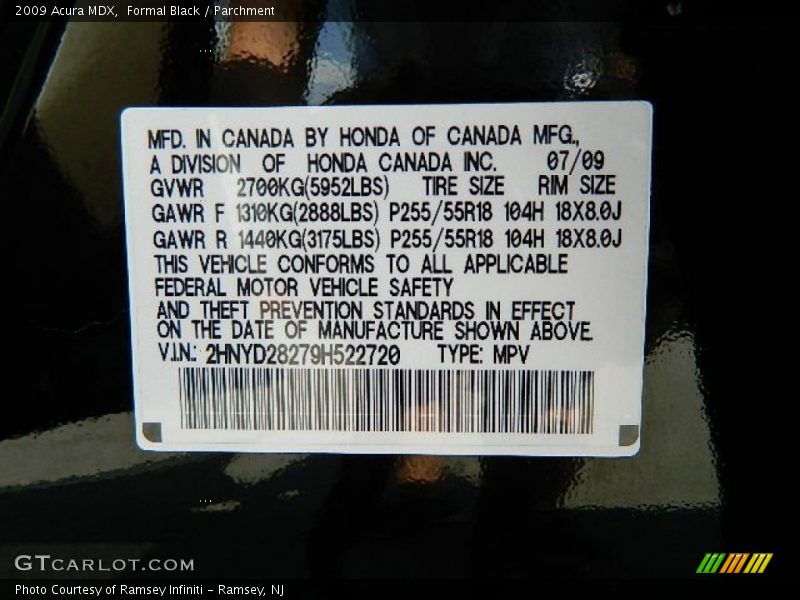 2009 Acura MDX,  Formal Black / Parchment
MFD. IN CANADA BY HONDA OF CANADA MFG.,
A DIVISION OF HONDA CANADA INC. 07/09
GVWR 2700KG(5952LBS) TIRE SIZE RIM SIZE
GAWR F 1310KG(2888LBS) P255/55R18 104H 18X8.0J
GAWR R 1440KG(3175LBS) P255/55R18 104H 18X8.0J
THIS VEHICLE CONFORMS TO ALL APPLICABLE
FEDERAL MOTOR VEHICLE SAFETY
AND THEFT PREVENTION STANDARDS IN EFFECT
ON THE DATE OF MANUFACTURE SHOWN ABOVE.
V.I.N.: 2HNYD28279H522720 TYPE: MPV
GTCARLOT.COM
Photo Courtesy of Ramsey Infiniti - Ramsey, NJ